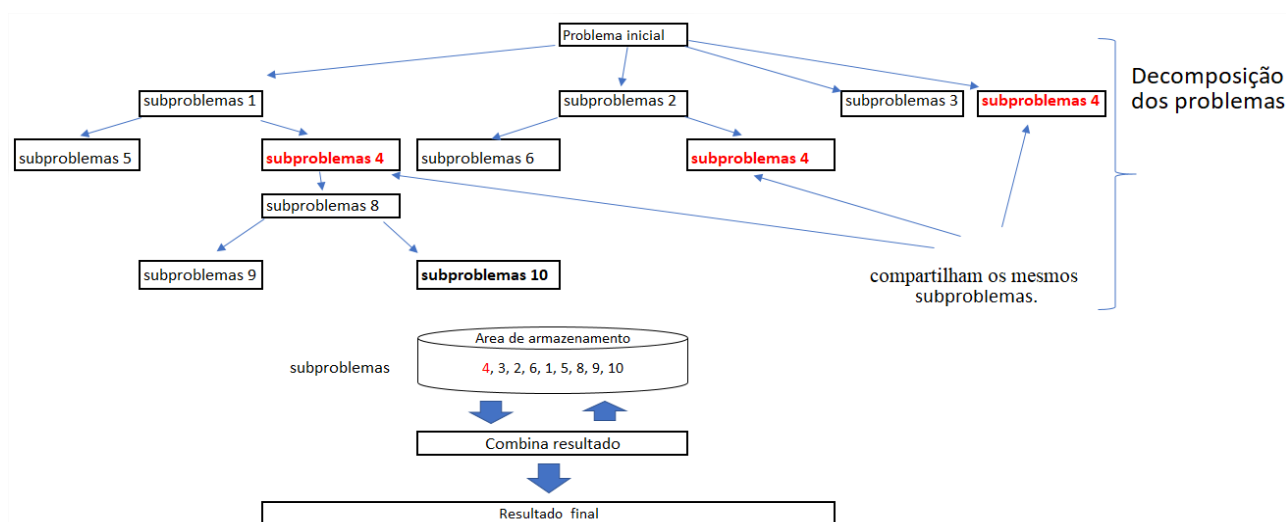 Problema inicial
Decomposição
dos problemas
subproblemas 1
subproblemas 2
subproblemas 3
subproblemas 4
subproblemas 5
subproblemas 4
subproblemas 6
subproblemas 4
subproblemas 8
subproblemas 9
subproblemas 10
compartilham os mesmos
subproblemas.
Area de armazenamento
subproblemas
4, 3, 2, 6, 1, 5, 8, 9, 10
Combina resultado
Resultado final